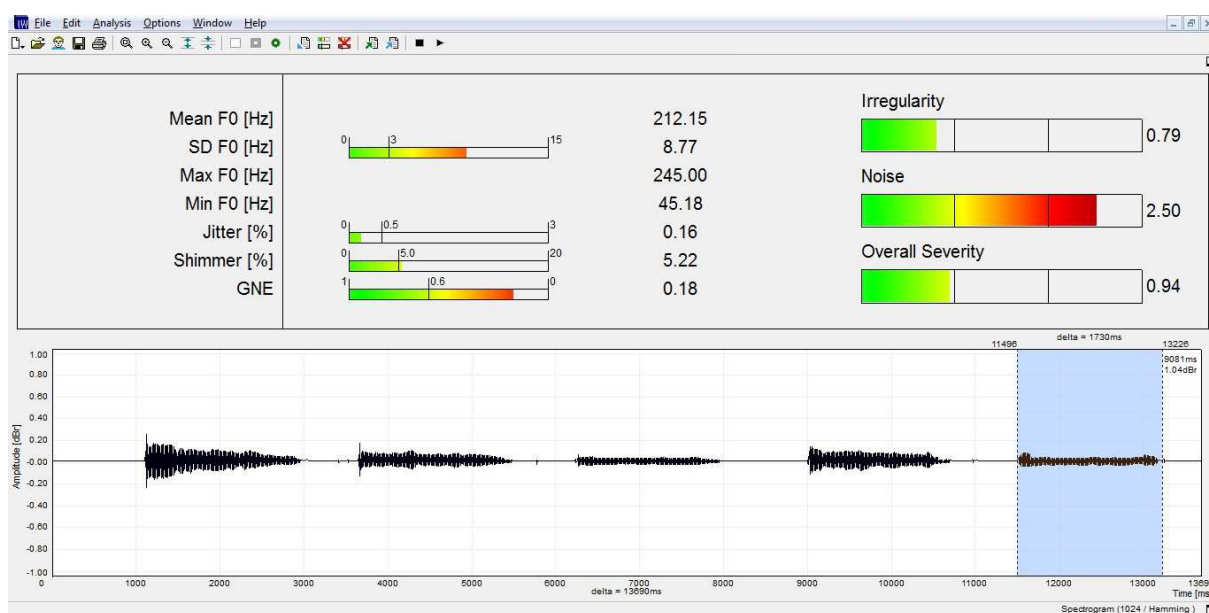 IW File Edit Analysis Options Window Help
Mean F0 [Hz] 212.15
SD F0 [Hz] 0 3 15 8.77
Max F0 [Hz] 245.00
Min F0 [Hz] 45.18
Jitter [%] 0 0.5 3 0.16
Shimmer [%] 0 5.0 20 5.22
GNE 1 0.6 0 0.18
Irregularity
0.79
Noise
2.50
Overall Severity
0.94
11496 delta = 1730ms 13226
9081ms
1.04dBr
Amplitude [dBr]
1.00
0.80
0.60
0.40
0.20
-0.00
-0.20
-0.40
-0.60
-0.80
-1.00
0 1000 2000 3000 4000 5000 6000 7000 8000 9000 10000 11000 12000 13000
delta = 13690ms
Time [ms
Spectrogram (1024 / Hamming )